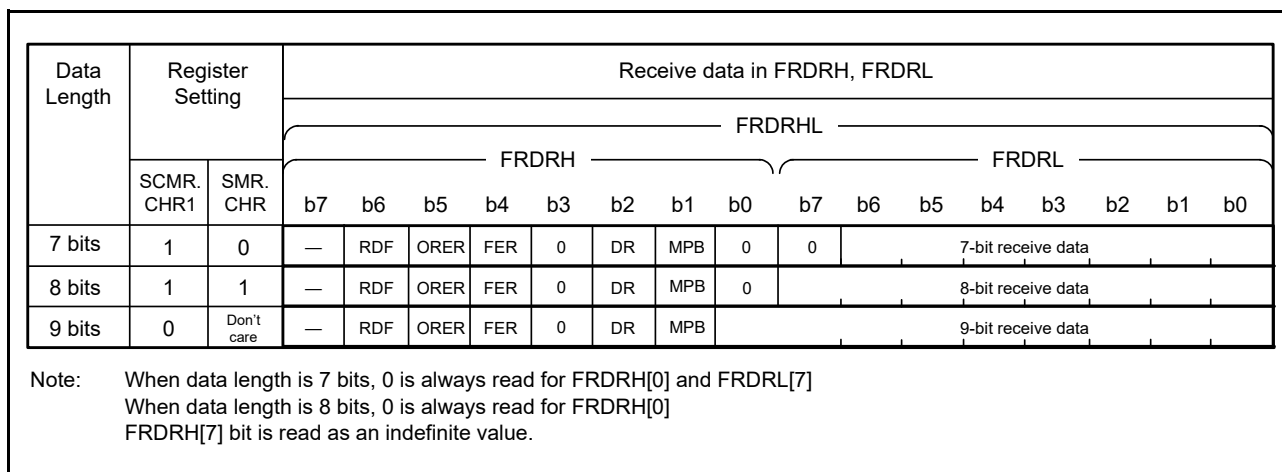 Data Length Register Setting Receive data in FRDRH, FRDRL
FRDRHL
FRDRH FRDRL
SCMR. CHR1 SMR. CHR b7 b6 b5 b4 b3 b2 b1 b0 b7 b6 b5 b4 b3 b2 b1 b0
7 bits 1 0 — RDF ORER FER 0 DR MPB 0 0 7-bit receive data
8 bits 1 1 — RDF ORER FER 0 DR MPB 0 8-bit receive data
9 bits 0 Don't care — RDF ORER FER 0 DR MPB 9-bit receive data
Note: When data length is 7 bits, 0 is always read for FRDRH[0] and FRDRL[7]
When data length is 8 bits, 0 is always read for FRDRH[0]
FRDRH[7] bit is read as an indefinite value.